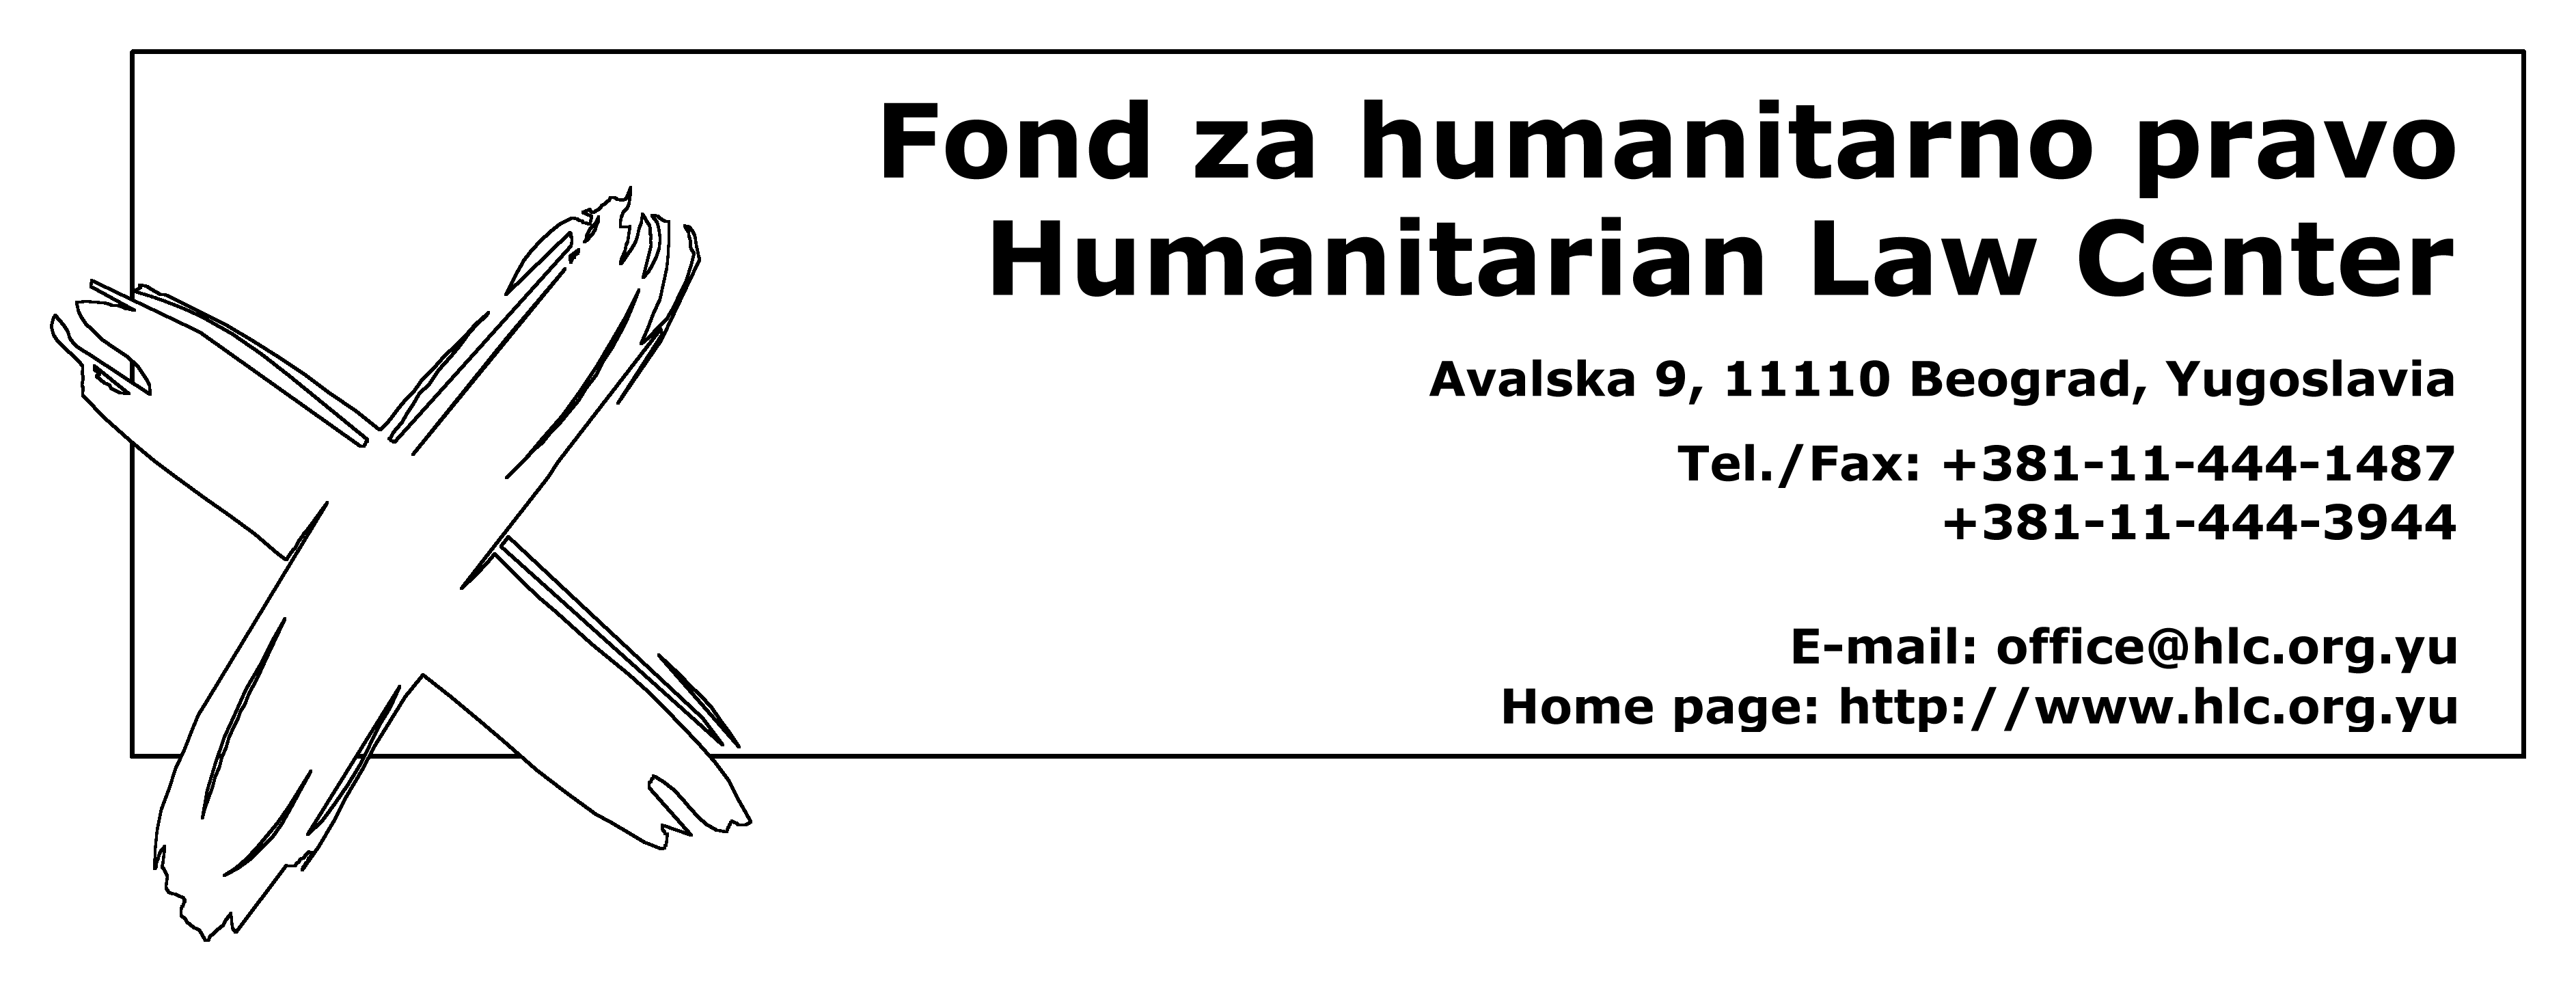 Fond za humanitarno pravo
Humanitarian Law Center
Avalska 9, 11110 Beograd, Yugoslavia
Tel./Fax: +381-11-444-1487
+381-11-444-3944
E-mail: office@hlc.org.yu
Home page: http://www.hlc.org.yu